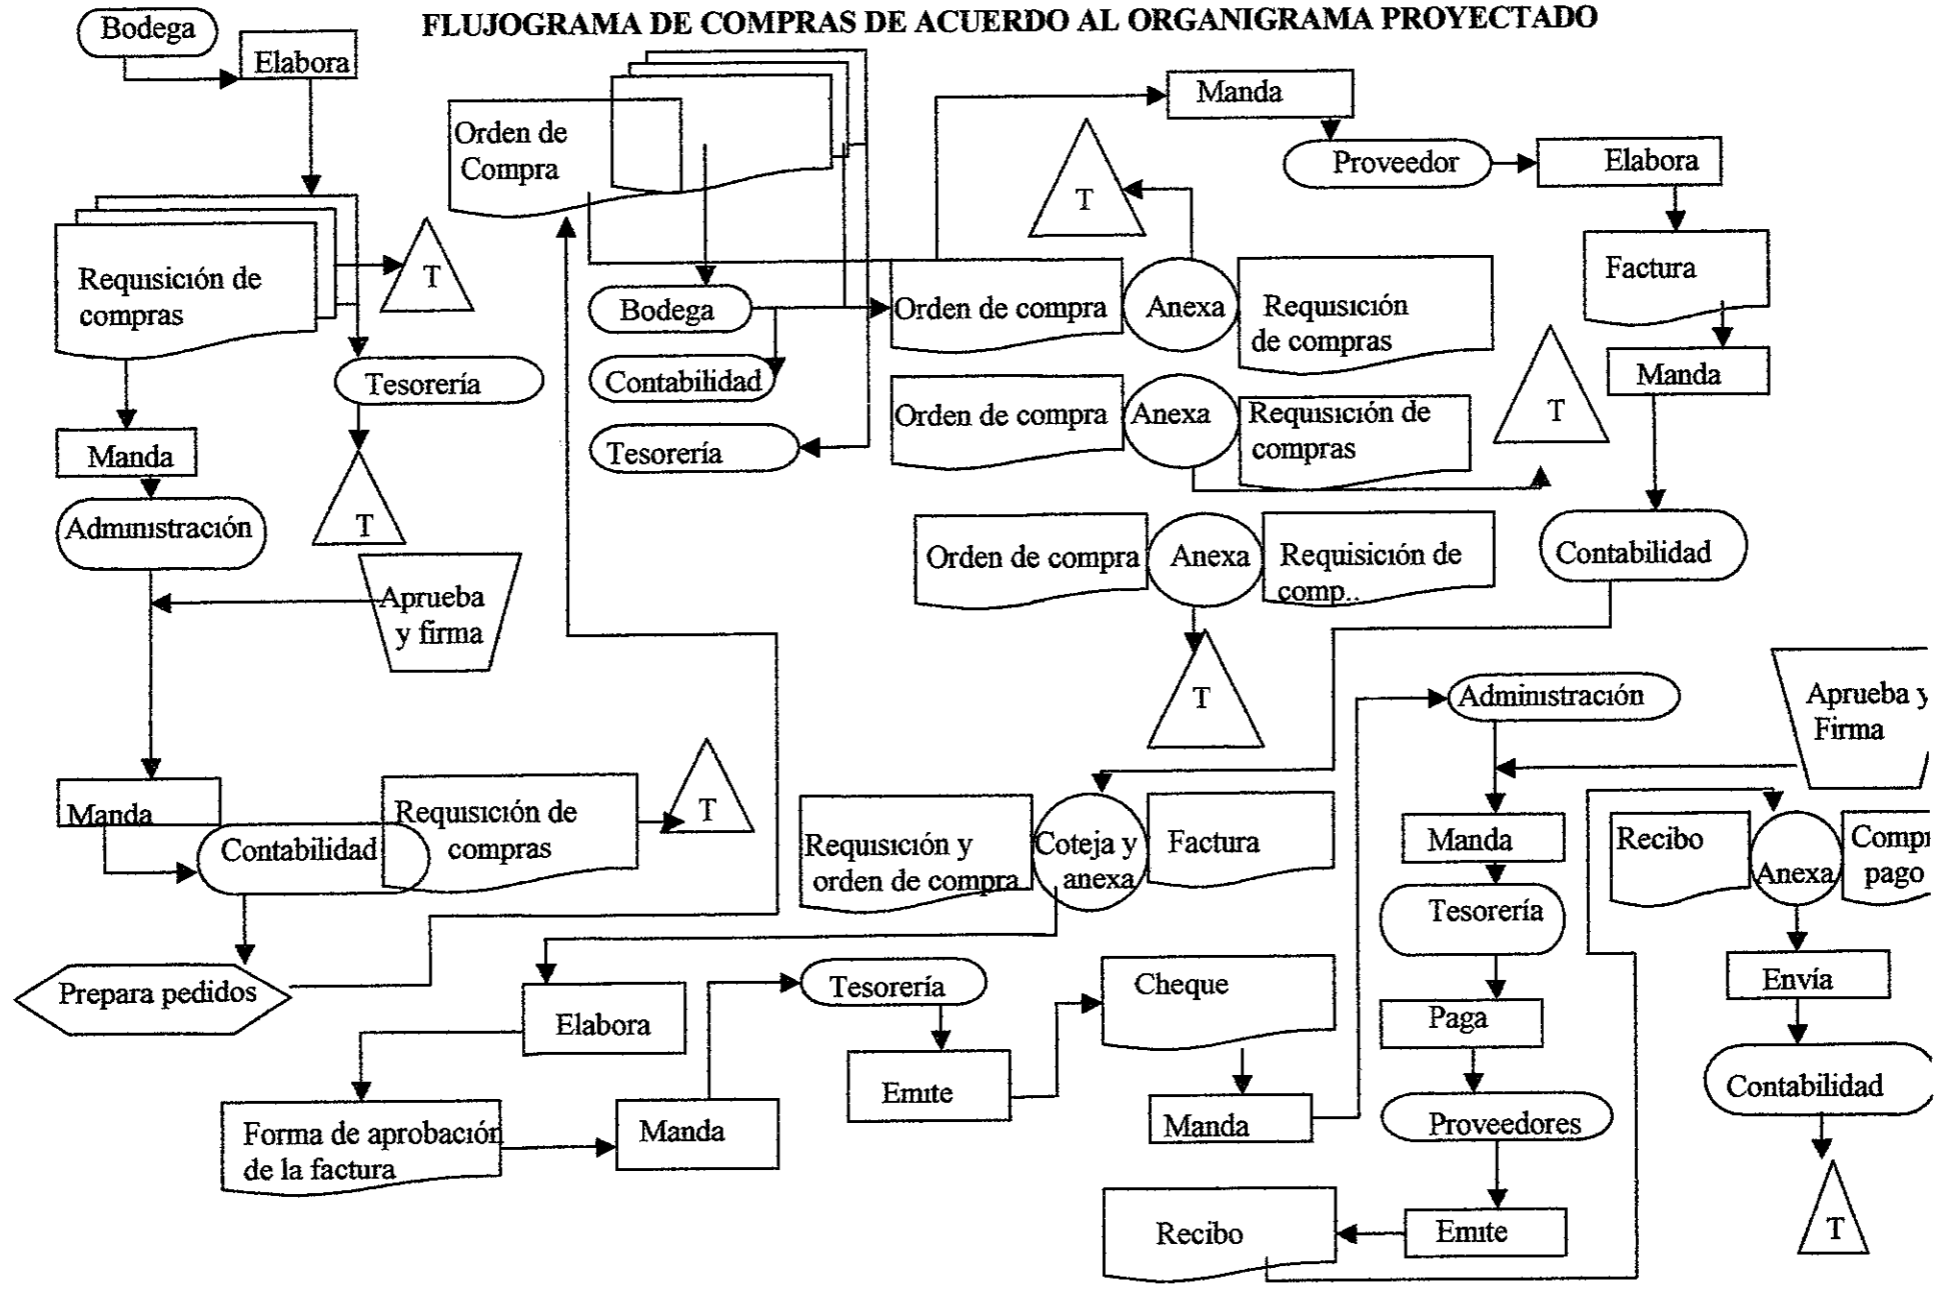 FLUJOGRAMA DE COMPRAS DE ACUERDO AL ORGANIGRAMA PROYECTADO
Bodega
Elabora
Requisición de
compras
T
Tesorería
T
Manda
Administración
Aprueba
y firma
Manda
Contabilidad
Requisición de
compras
T
Prepara pedidos
Orden de
Compra
Bodega
Contabilidad
Tesorería
Orden de compra
Anexa
Requisición
de compras
T
Orden de compra
Anexa
Requisición de
compras
T
Orden de compra
Anexa
Requisición de
comp..
T
Manda
Proveedor
Elabora
Factura
Manda
Contabilidad
Requisición y
orden de compra
Coteja y
anexa
Factura
Elabora
Forma de aprobación
de la factura
Manda
Tesorería
Emite
Cheque
Manda
Administración
Aprueba y
Firma
Manda
Tesorería
Paga
Proveedores
Emite
Recibo
Recibo
Anexa
Comp
pago
Envía
Contabilidad
T